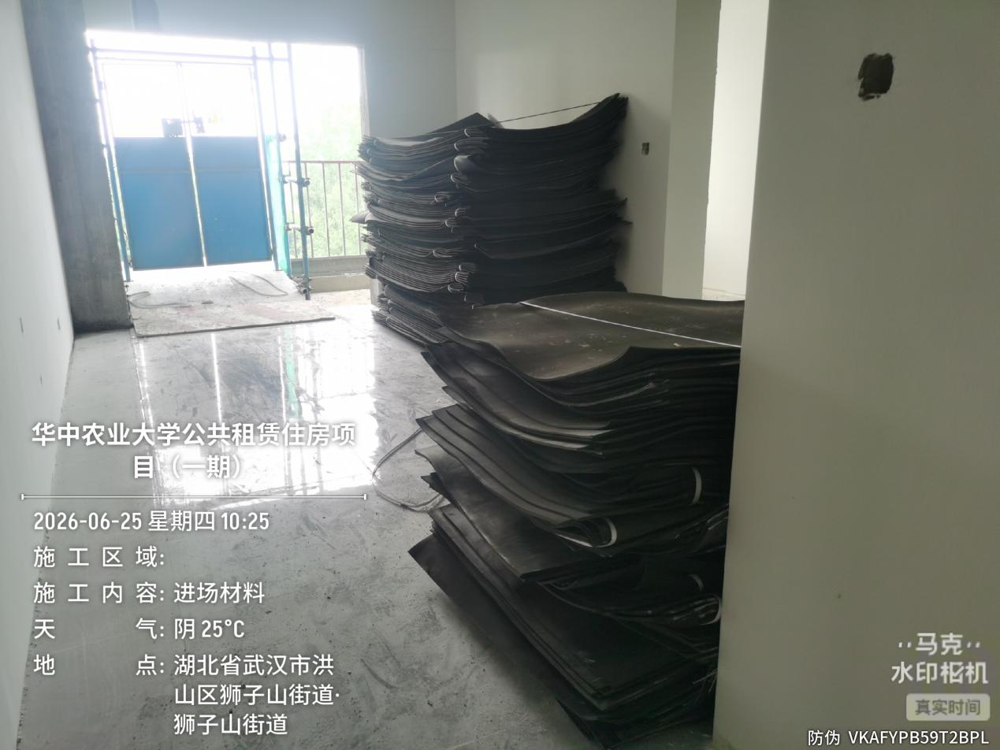 华中农业大学公共租赁住房项
目（一期）
2026-06-25 星期四 10:25
施工区域:
施工内容: 进场材料
天气: 阴 25°C
地点: 湖北省武汉市洪
山区狮子山街道·
狮子山街道
马克
水印相机
真实时间
防伪 VKAFYPB59T2BPL